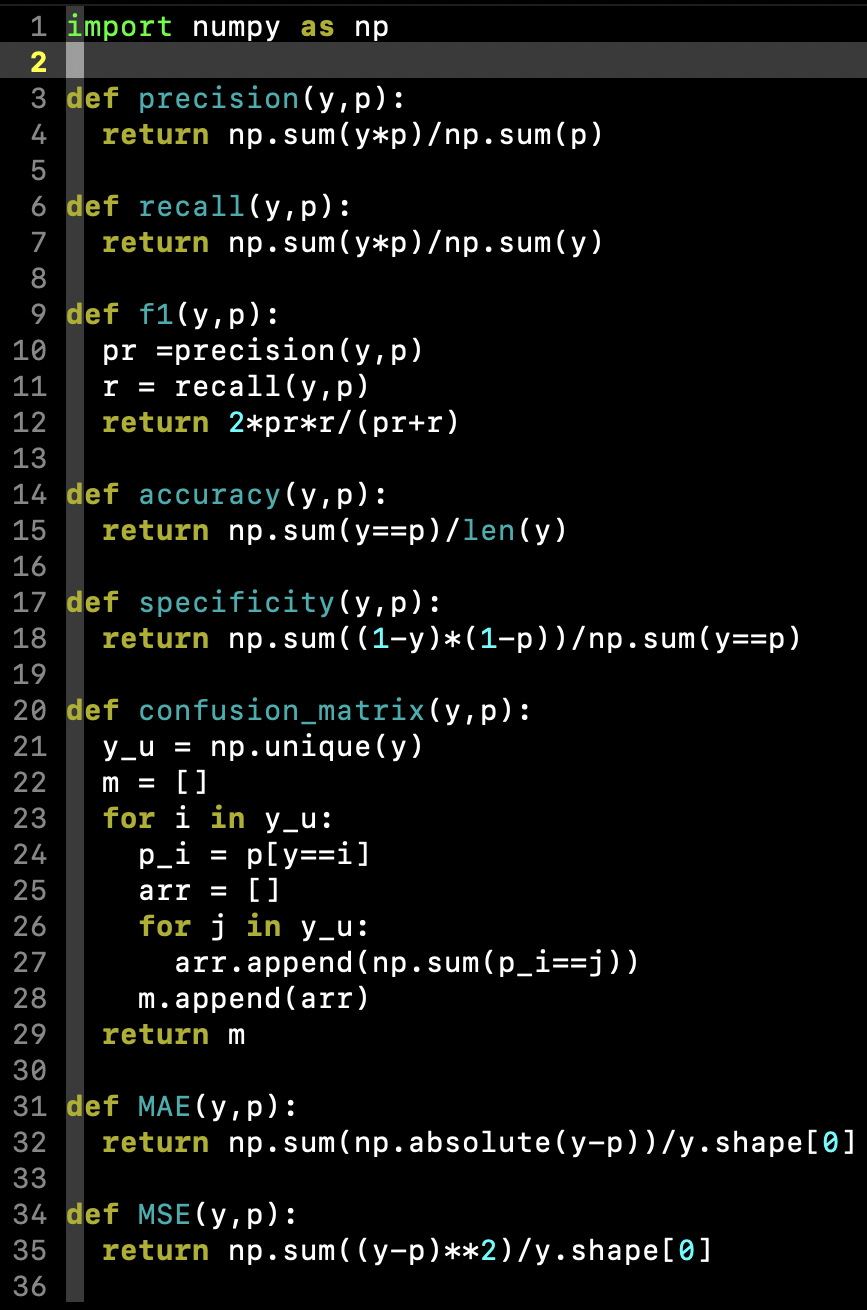 1 import numpy as np
2
3 def precision(y,p):
4   return np.sum(y*p)/np.sum(p)
5
6 def recall(y,p):
7   return np.sum(y*p)/np.sum(y)
8
9 def f1(y,p):
10   pr =precision(y,p)
11   r = recall(y,p)
12   return 2*pr*r/(pr+r)
13
14 def accuracy(y,p):
15   return np.sum(y==p)/len(y)
16
17 def specificity(y,p):
18   return np.sum((1-y)*(1-p))/np.sum(y==p)
19
20 def confusion_matrix(y,p):
21   y_u = np.unique(y)
22   m = []
23   for i in y_u:
24     p_i = p[y==i]
25     arr = []
26     for j in y_u:
27       arr.append(np.sum(p_i==j))
28     m.append(arr)
29   return m
30
31 def MAE(y,p):
32   return np.sum(np.absolute(y-p))/y.shape[0]
33
34 def MSE(y,p):
35   return np.sum((y-p)**2)/y.shape[0]
36